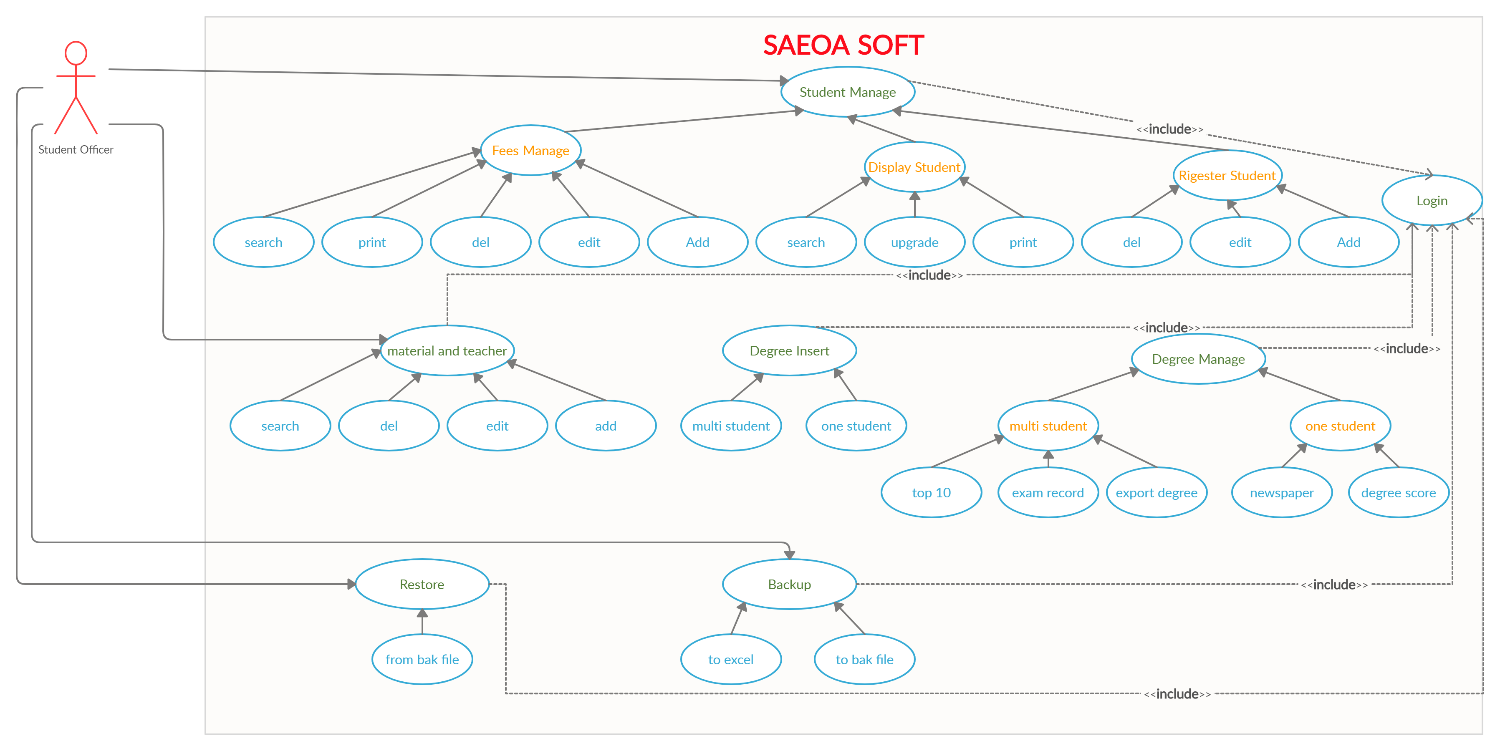 SAEOA SOFT
Student Manage
<<include>>
Student Officer
Fees Manage
Display Student
Rigester Student
Login
search
print
del
edit
Add
search
upgrade
print
del
edit
Add
<<include>>
<<include>>
material and teacher
Degree Insert
Degree Manage
<<include>>
search
del
edit
add
multi student
one student
multi student
one student
top 10
exam record
export degree
newspaper
degree score
Restore
Backup
<<include>>
from bak file
to excel
to bak file
<<include>>